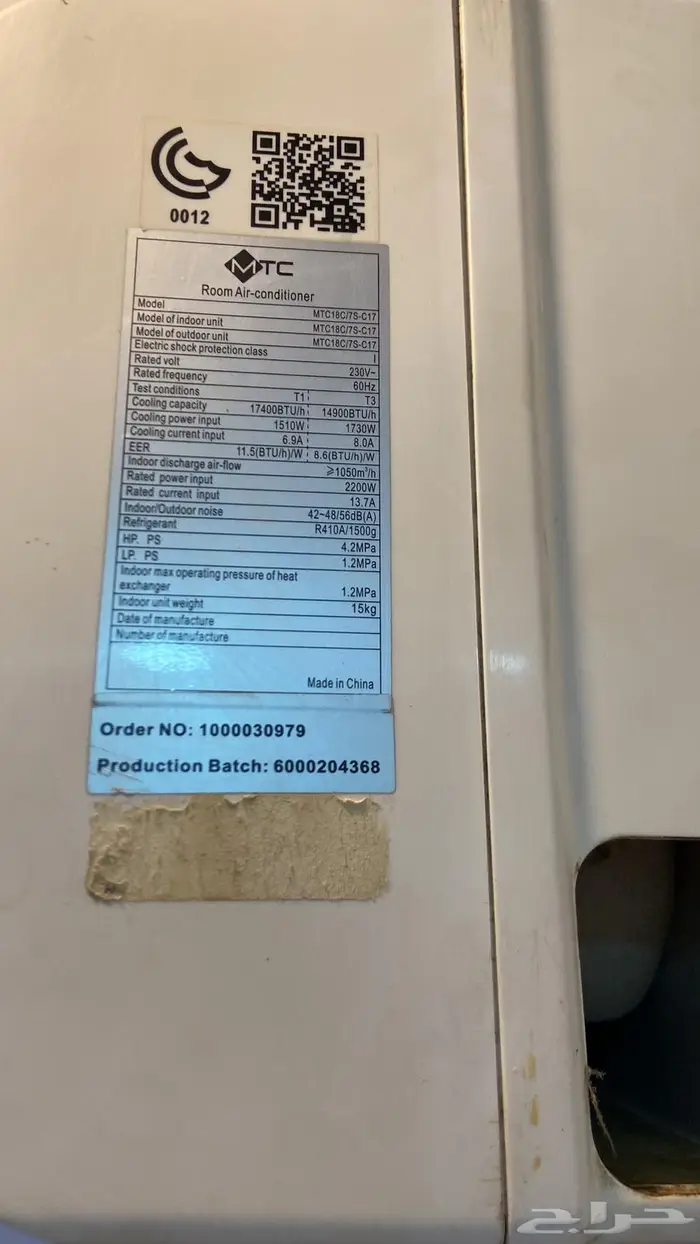 0012
MTC
Room Air-conditioner
Model MTC18C/7S-C17
Model of indoor unit MTC18C/7S-C17
Model of outdoor unit MTC18C/7S-C17
Electric shock protection class I
Rated volt 230V~
Rated frequency 60Hz
Test conditions T1 T3
Cooling capacity 17400BTU/h 14900BTU/h
Cooling power input 1510W 1730W
Cooling current input 6.9A 8.0A
EER 11.5(BTU/h)/W 8.6(BTU/h)/W
Indoor discharge air-flow ≥1050m³/h
Rated power input 2200W
Rated current input 13.7A
Indoor/Outdoor noise 42~48/56dB(A)
Refrigerant R410A/1500g
HP. PS 4.2MPa
LP. PS 1.2MPa
Indoor max operating pressure of heat
exchanger 1.2MPa
Indoor unit weight 15kg
Date of manufacture
Number of manufacture
Made in China
Order NO: 1000030979
Production Batch: 6000204368
حراج